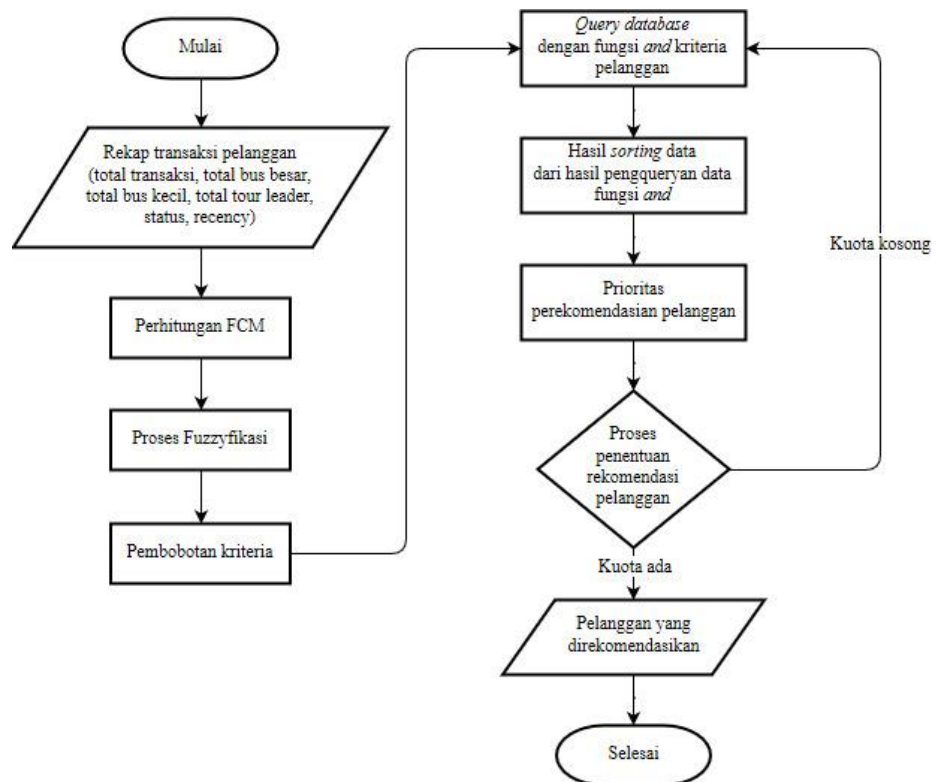 Mulai
Rekap transaksi pelanggan
(total transaksi, total bus besar,
total bus kecil, total tour leader,
status, recency)
Perhitungan FCM
Proses Fuzzyfikasi
Pembobotan kriteria
Query database
dengan fungsi and kriteria
pelanggan
Hasil sorting data
dari hasil pengqueryan data
fungsi and
Prioritas
perekomendasian pelanggan
Proses
penentuan
rekomendasi
pelanggan
Kuota kosong
Kuota ada
Pelanggan yang
direkomendasikan
Selesai